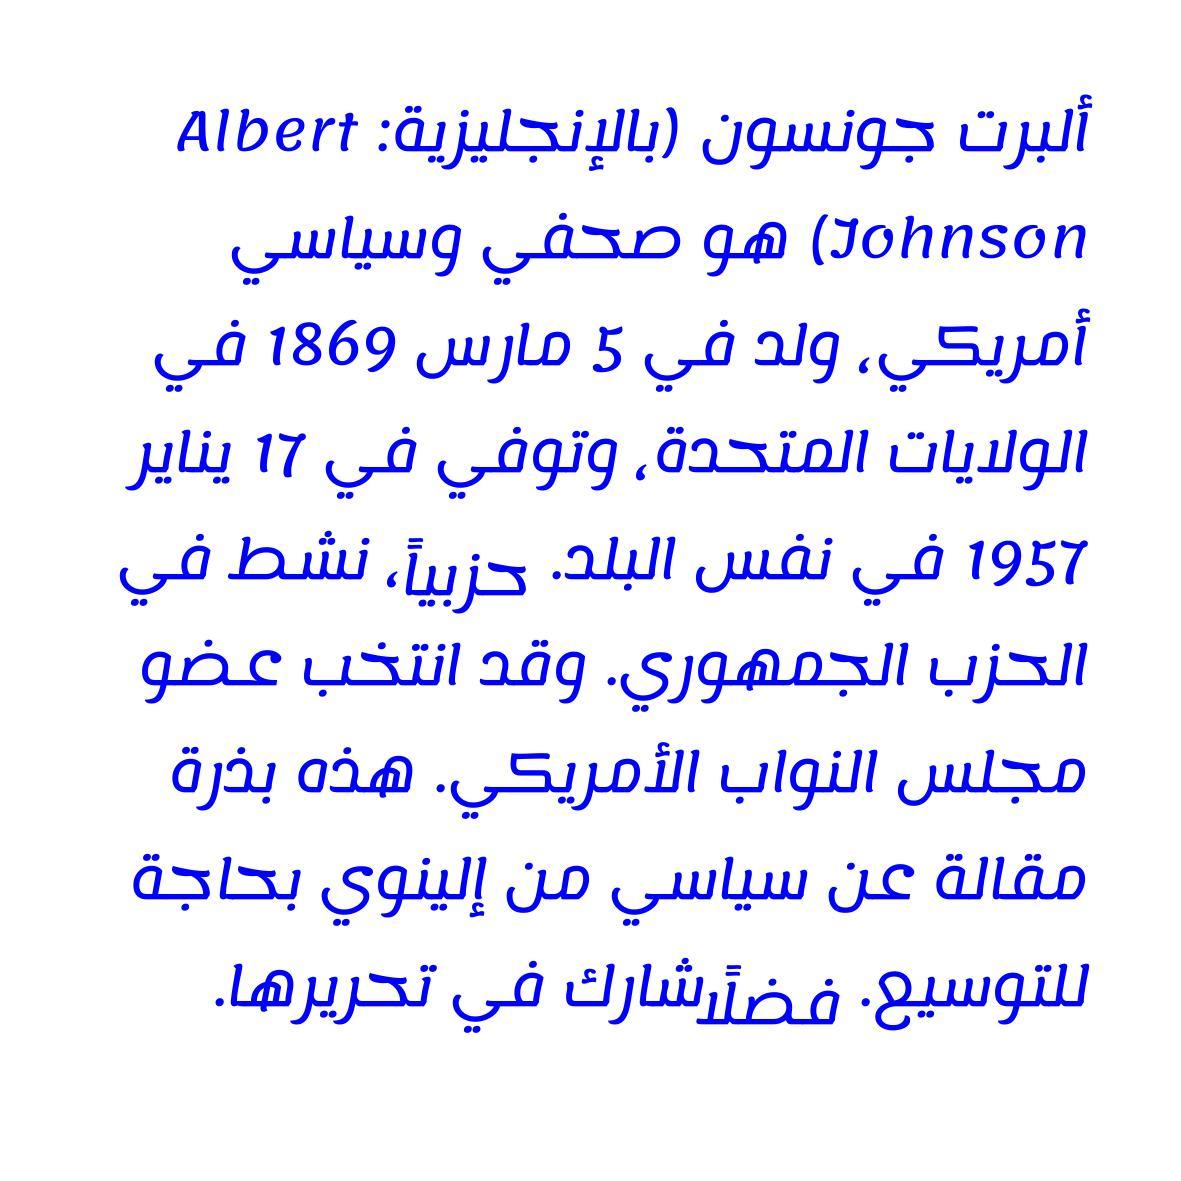 ألبرت جونسون (بالإنجليزية: Albert
Johnson) هو صحفي وسياسي
أمريكي، ولد في 5 مارس 1869 في
الولايات المتحدة، وتوفي في 17 يناير
1957 في نفس البلد. حزبياً، نشط في
الحزب الجمهوري. وقد انتخب عضو
مجلس النواب الأمريكي. هذه بذرة
مقالة عن سياسي من إلينوي بحاجة
للتوسيع. فضلًاشارك في تحريرها.